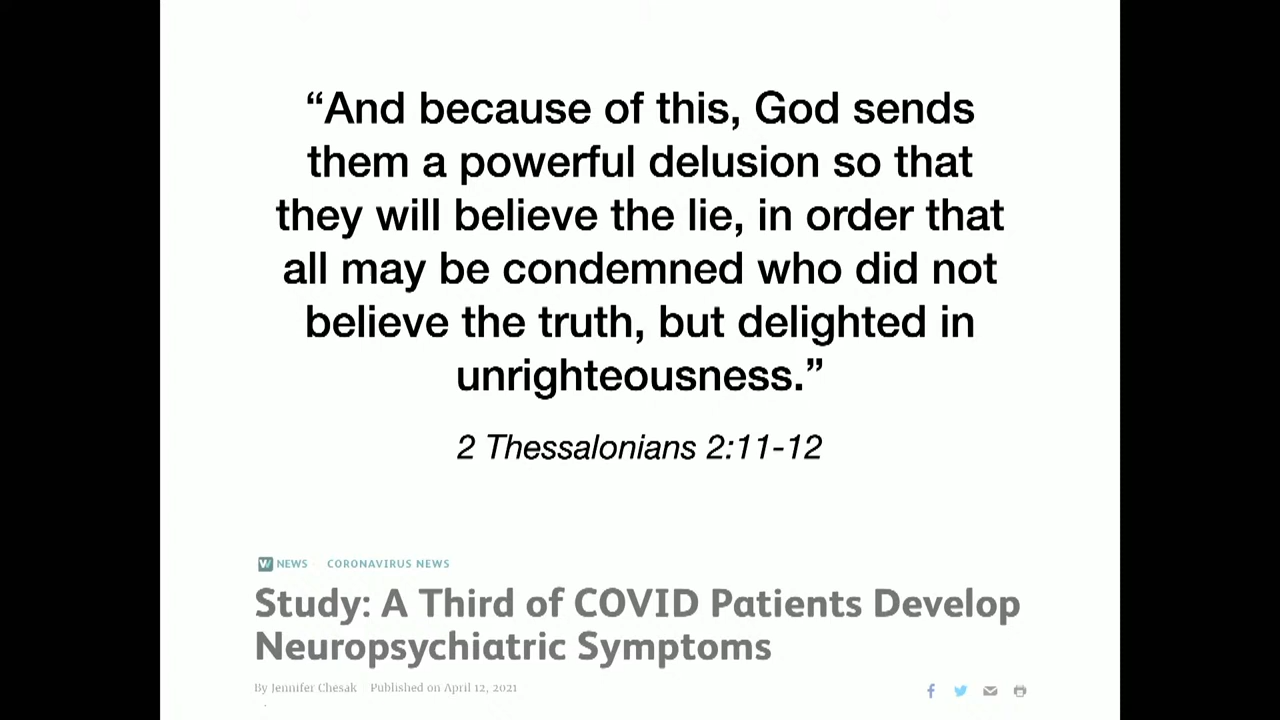 “And because of this, God sends
them a powerful delusion so that
they will believe the lie, in order that
all may be condemned who did not
believe the truth, but delighted in
unrighteousness.”
2 Thessalonians 2:11-12
W NEWS CORONAVIRUS NEWS
Study: A Third of COVID Patients Develop
Neuropsychiatric Symptoms
By Jennifer Chesak Published on April 12, 2021